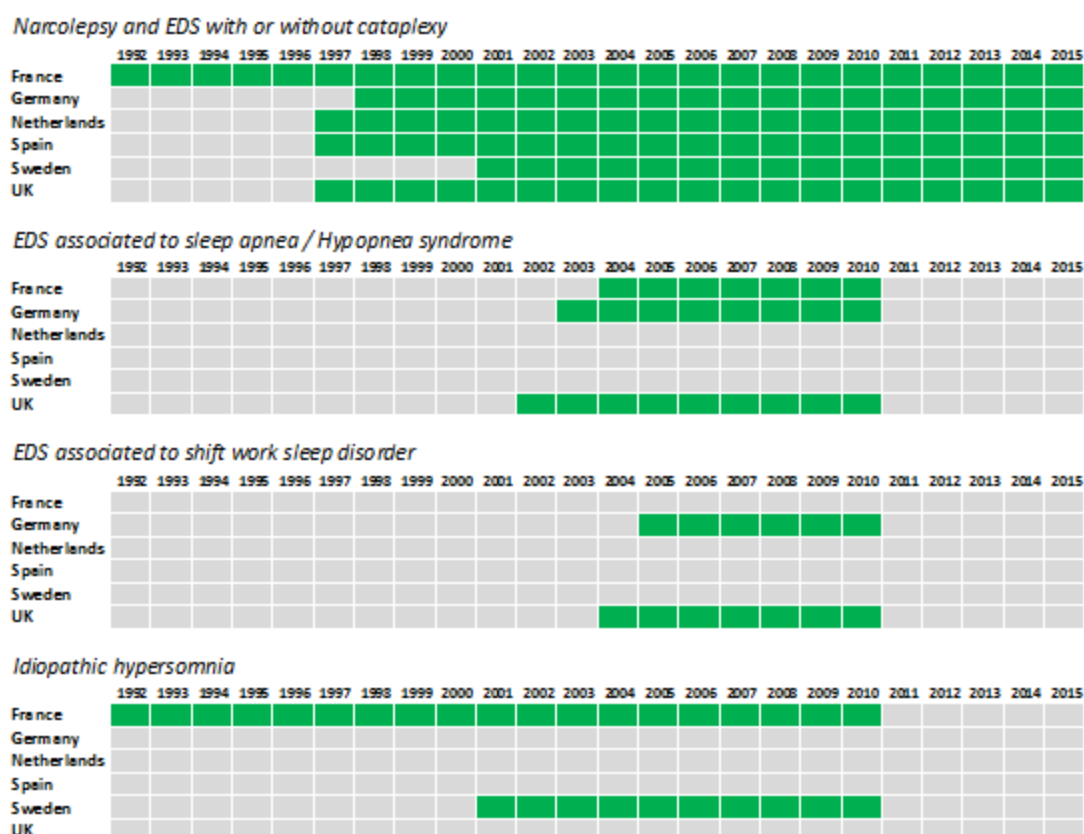 Narcolepsy and EDS with or without cataplexy
1992 1993 1994 1995 1996 1997 1998 1999 2000 2001 2002 2003 2004 2005 2006 2007 2008 2009 2010 2011 2012 2013 2014 2015
France
Germany
Netherlands
Spain
Sweden
UK
EDS associated to sleep apnea / Hypopnea syndrome
1992 1993 1994 1995 1996 1997 1998 1999 2000 2001 2002 2003 2004 2005 2006 2007 2008 2009 2010 2011 2012 2013 2014 2015
France
Germany
Netherlands
Spain
Sweden
UK
EDS associated to shift work sleep disorder
1992 1993 1994 1995 1996 1997 1998 1999 2000 2001 2002 2003 2004 2005 2006 2007 2008 2009 2010 2011 2012 2013 2014 2015
France
Germany
Netherlands
Spain
Sweden
UK
Idiopathic hypersomnia
1992 1993 1994 1995 1996 1997 1998 1999 2000 2001 2002 2003 2004 2005 2006 2007 2008 2009 2010 2011 2012 2013 2014 2015
France
Germany
Netherlands
Spain
Sweden
UK